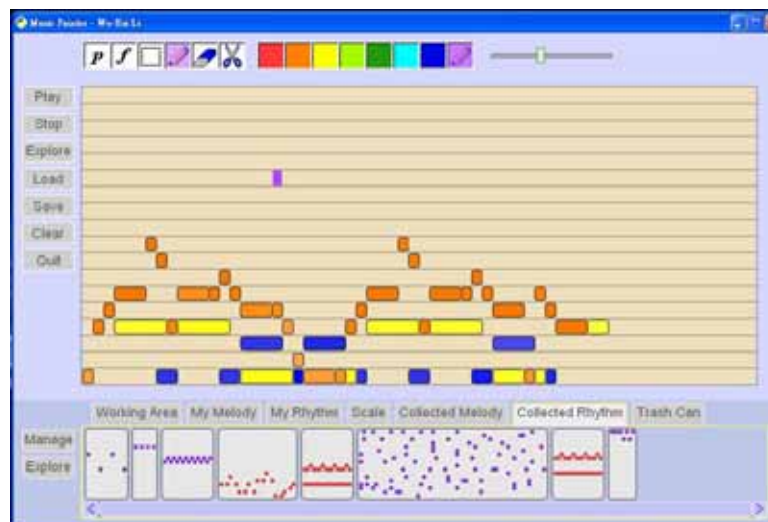 Music Painter - Wu-Hsi Li
p f
Play
Stop
Explore
Load
Save
Clear
Quit
Working Area My Melody My Rhythm Scale Collected Melody Collected Rhythm Trash Can
Manage
Explore